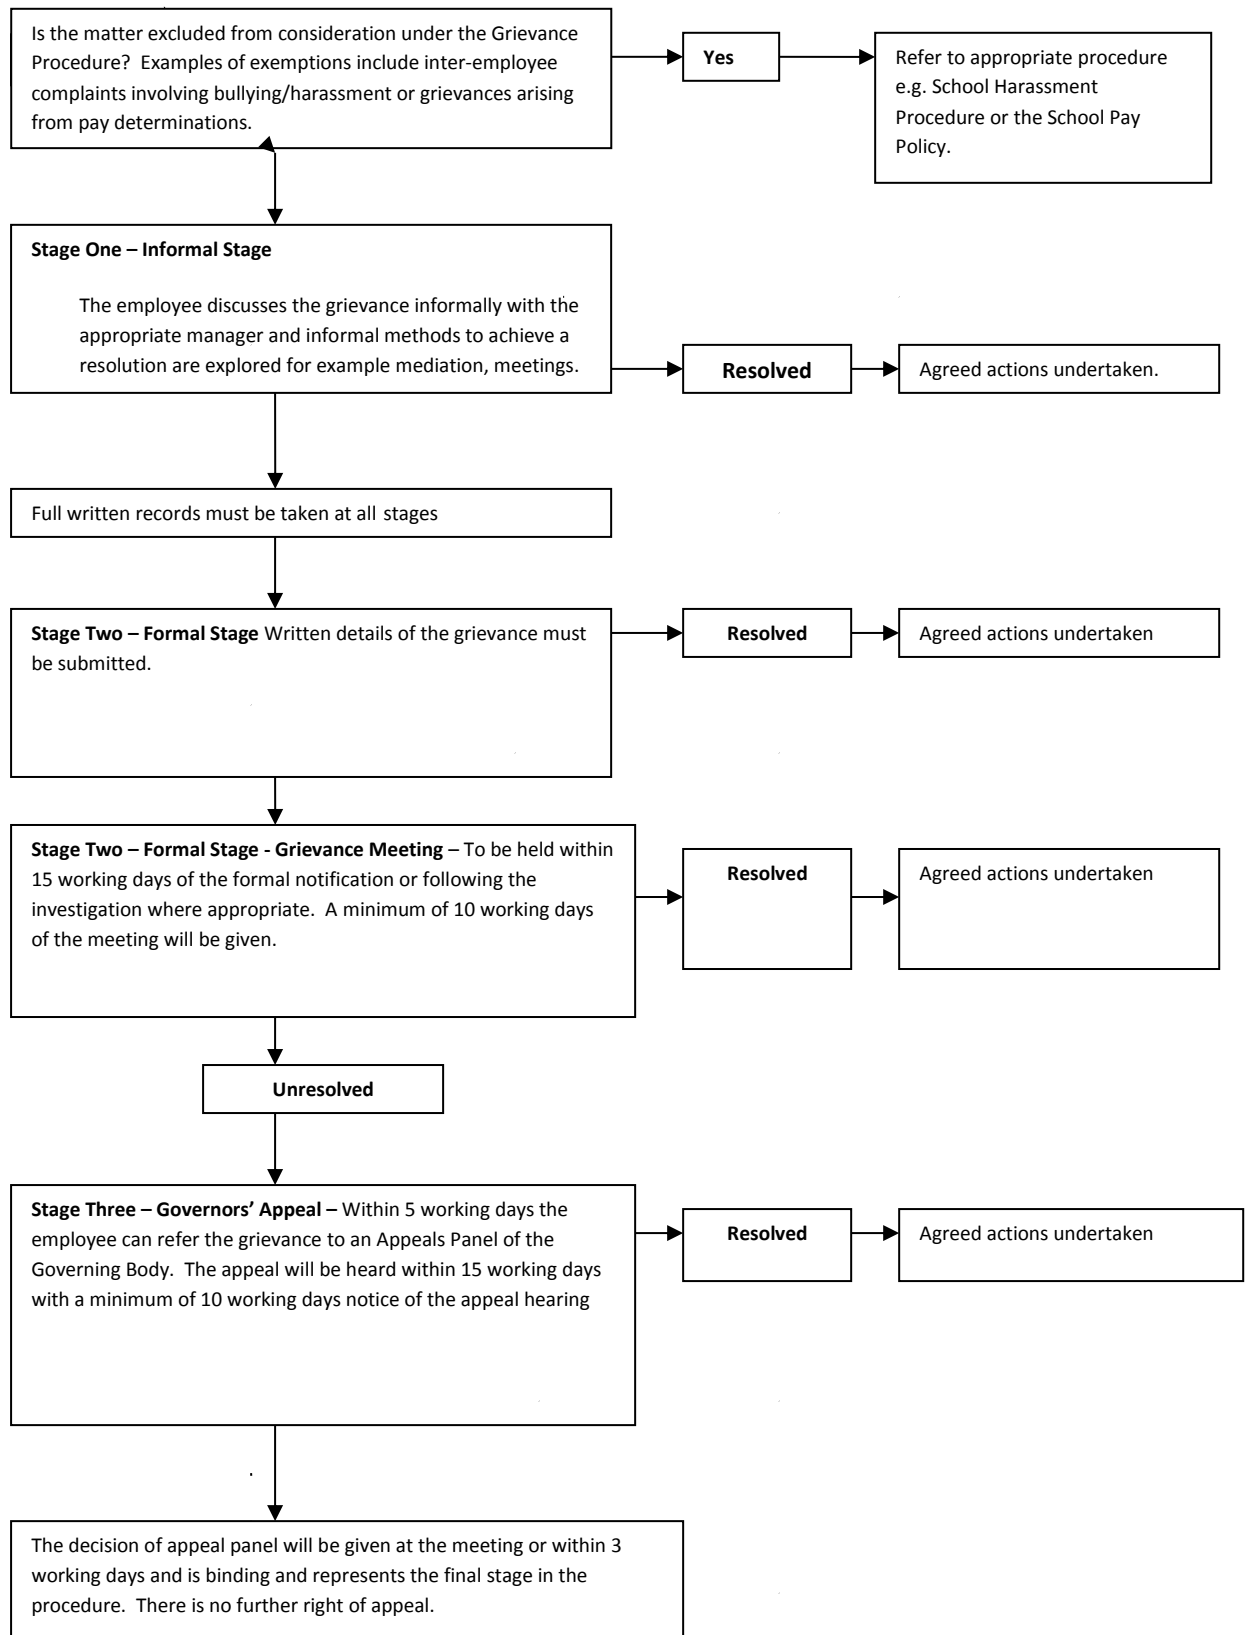 Is the matter excluded from consideration under the Grievance
Procedure?  Examples of exemptions include inter-employee
complaints involving bullying/harassment or grievances arising
from pay determinations.
Yes
Refer to appropriate procedure
e.g. School Harassment
Procedure or the School Pay
Policy.
Stage One – Informal Stage
The employee discusses the grievance informally with the
appropriate manager and informal methods to achieve a
resolution are explored for example mediation, meetings.
Resolved
Agreed actions undertaken.
Full written records must be taken at all stages
Stage Two – Formal Stage Written details of the grievance must
be submitted.
Resolved
Agreed actions undertaken
Stage Two – Formal Stage - Grievance Meeting – To be held within
15 working days of the formal notification or following the
investigation where appropriate.  A minimum of 10 working days
of the meeting will be given.
Resolved
Agreed actions undertaken
Unresolved
Stage Three – Governors’ Appeal – Within 5 working days the
employee can refer the grievance to an Appeals Panel of the
Governing Body.  The appeal will be heard within 15 working days
with a minimum of 10 working days notice of the appeal hearing
Resolved
Agreed actions undertaken
The decision of appeal panel will be given at the meeting or within 3
working days and is binding and represents the final stage in the
procedure.  There is no further right of appeal.